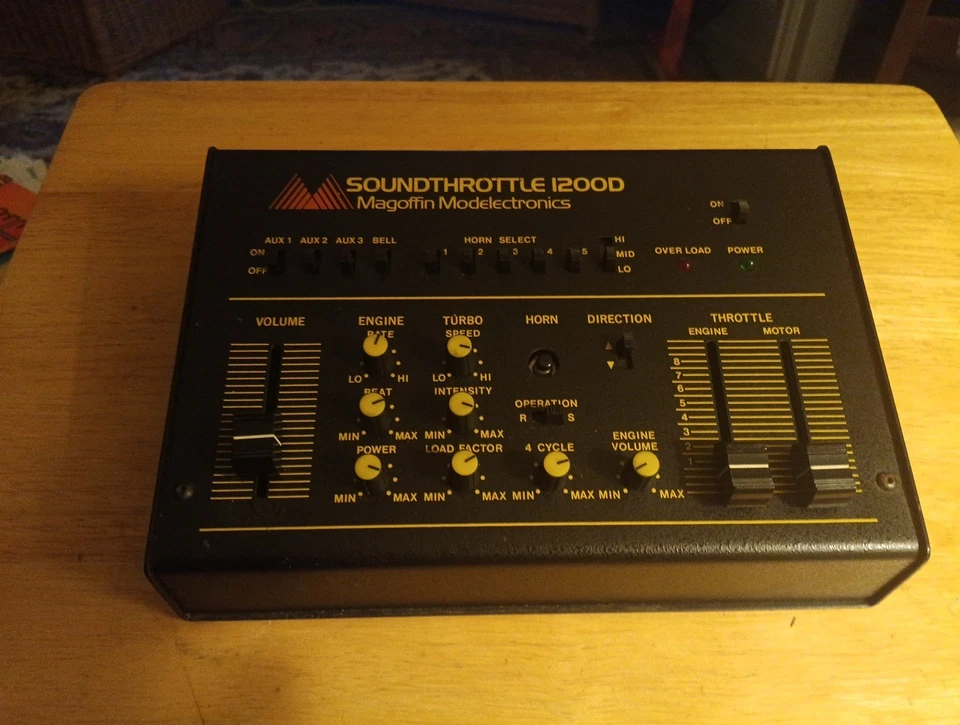 SOUNDTHROTTLE 1200D
Magoffin Modelectronics
ON
OFF
AUX 1 AUX 2 AUX 3 BELL
ON
OFF
HORN SELECT
1 2 3 4 5
HI
MID
LO
OVER LOAD POWER
VOLUME
ENGINE
RATE
LO HI
BEAT
MIN MAX
POWER
MIN MAX
TURBO
SPEED
LO HI
INTENSITY
MIN MAX
LOAD FACTOR
MIN MAX
HORN
OPERATION
R S
4 CYCLE
MIN MAX
DIRECTION
ENGINE
VOLUME
MIN MAX
THROTTLE
ENGINE MOTOR
8
7
6
5
4
3
2
1